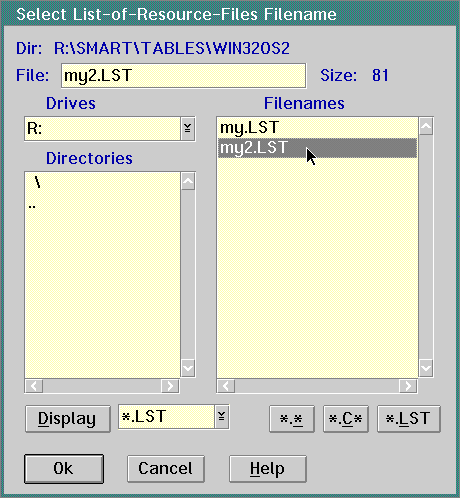 Select List-of-Resource-Files Filename
Dir: R:\SMART\TABLES\WIN32OS2
File: my2.LST Size: 81
Drives Filenames
R: my.LST
my2.LST
Directories
\
..
Display *.LST *.* *.C* *.LST
Ok Cancel Help